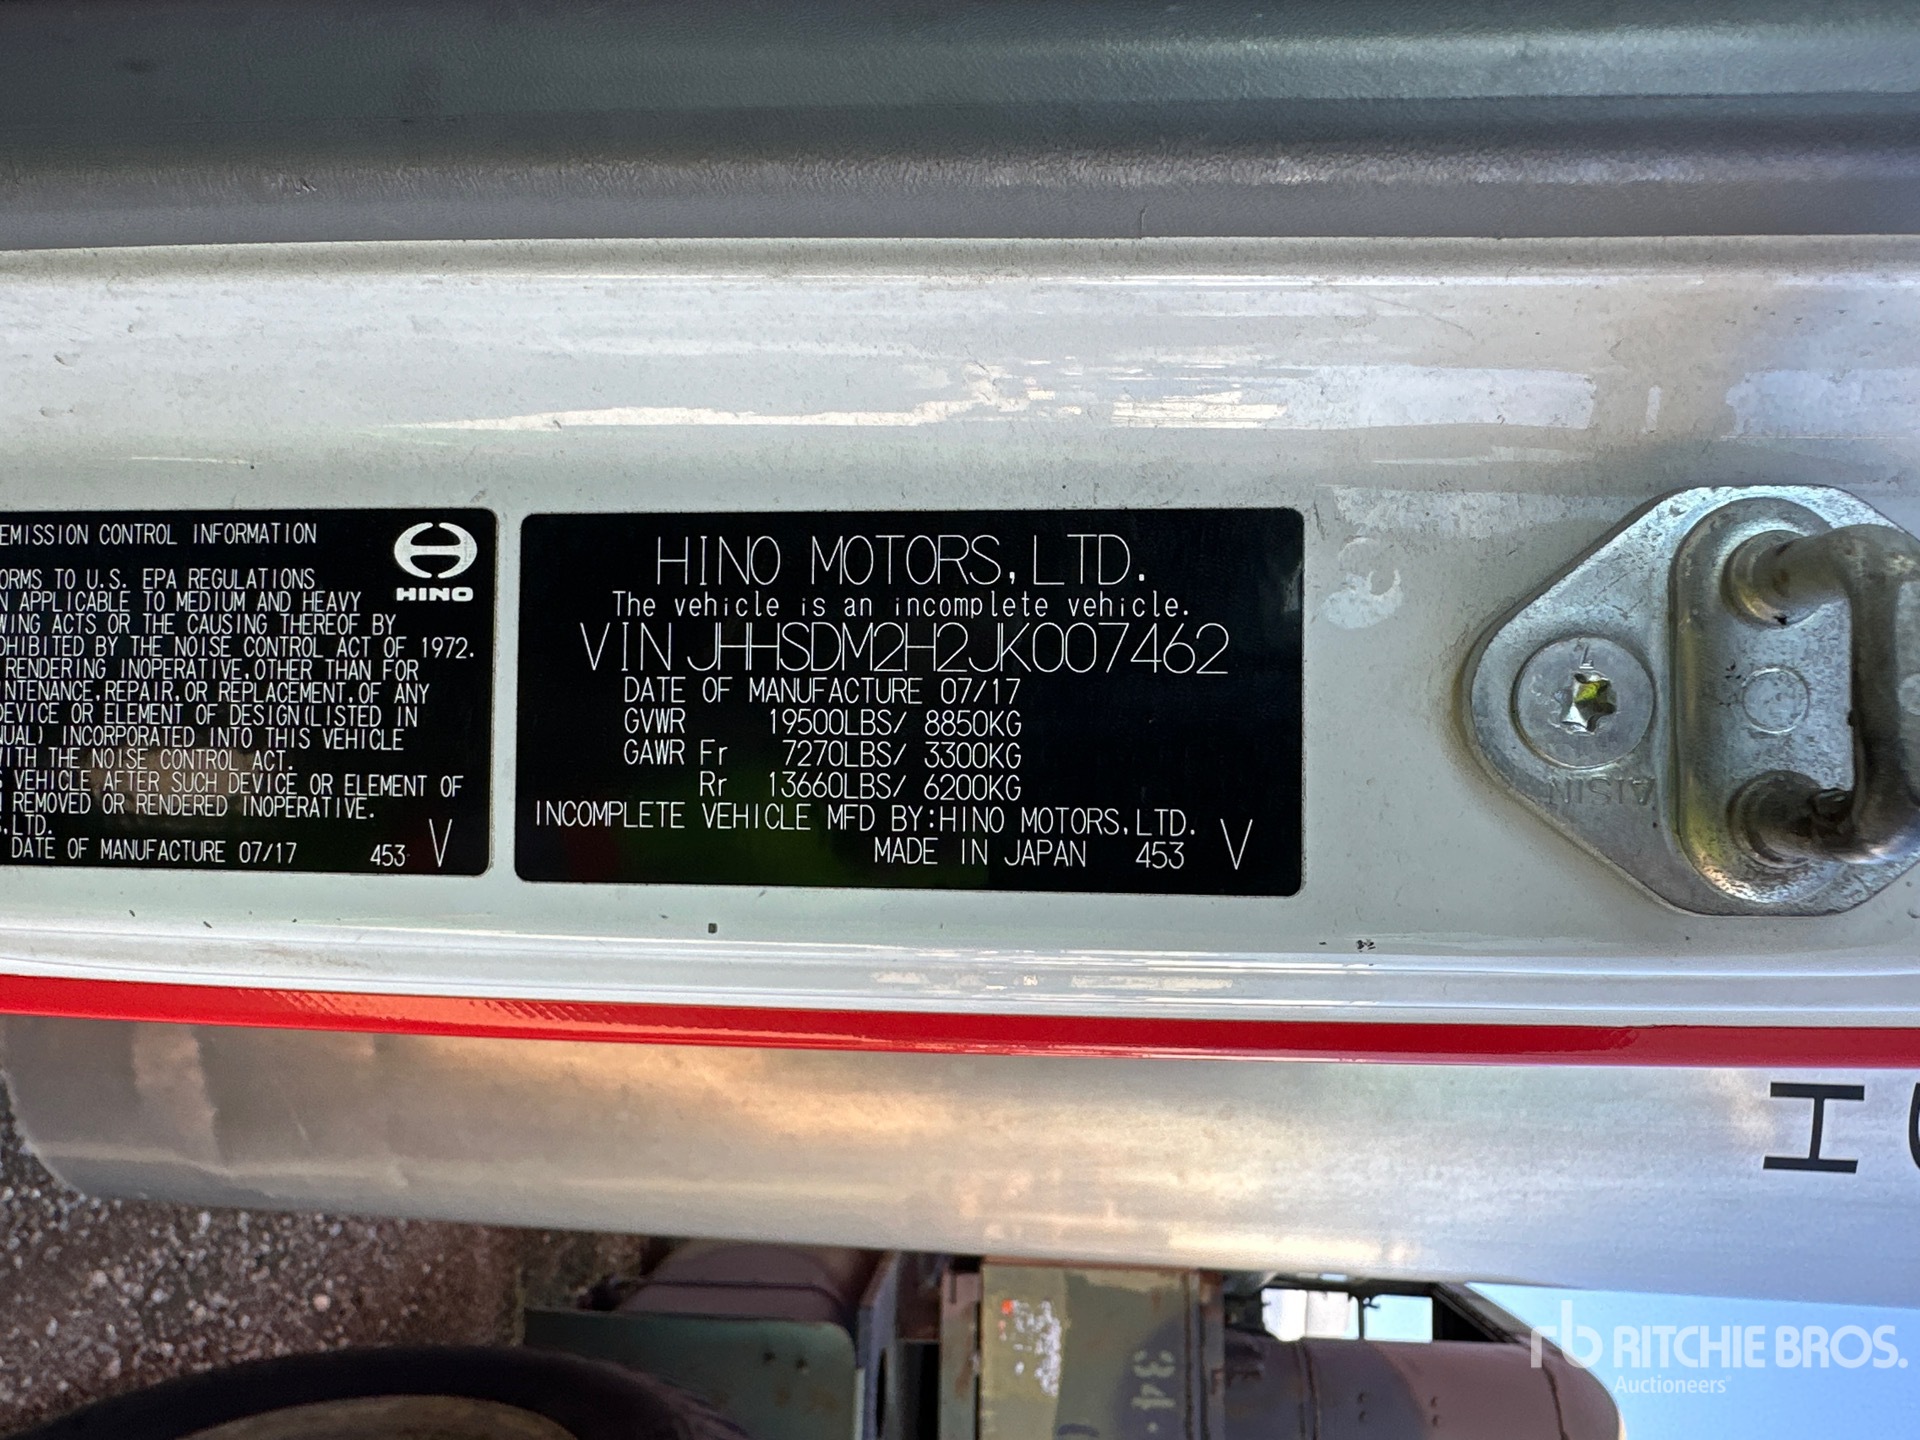 EMISSION CONTROL INFORMATION
HINO
ORMS TO U.S. EPA REGULATIONS
N APPLICABLE TO MEDIUM AND HEAVY
WING ACTS OR THE CAUSING THEREOF BY
OHIBITED BY THE NOISE CONTROL ACT OF 1972.
RENDERING INOPERATIVE,OTHER THAN FOR
INTENANCE,REPAIR,OR REPLACEMENT,OF ANY
DEVICE OR ELEMENT OF DESIGN(LISTED IN
NUAL) INCORPORATED INTO THIS VEHICLE
WITH THE NOISE CONTROL ACT.
S VEHICLE AFTER SUCH DEVICE OR ELEMENT OF
N REMOVED OR RENDERED INOPERATIVE.
S,LTD.
DATE OF MANUFACTURE 07/17 453 V
HINO MOTORS,LTD.
The vehicle is an incomplete vehicle.
VIN JHHSDM2H2JK007462
DATE OF MANUFACTURE 07/17
GVWR 19500LBS/ 8850KG
GAWR Fr 7270LBS/ 3300KG
Rr 13660LBS/ 6200KG
INCOMPLETE VEHICLE MFD BY:HINO MOTORS,LTD.
MADE IN JAPAN 453 V
AISIN
H
34
rb RITCHIE BROS.
Auctioneers